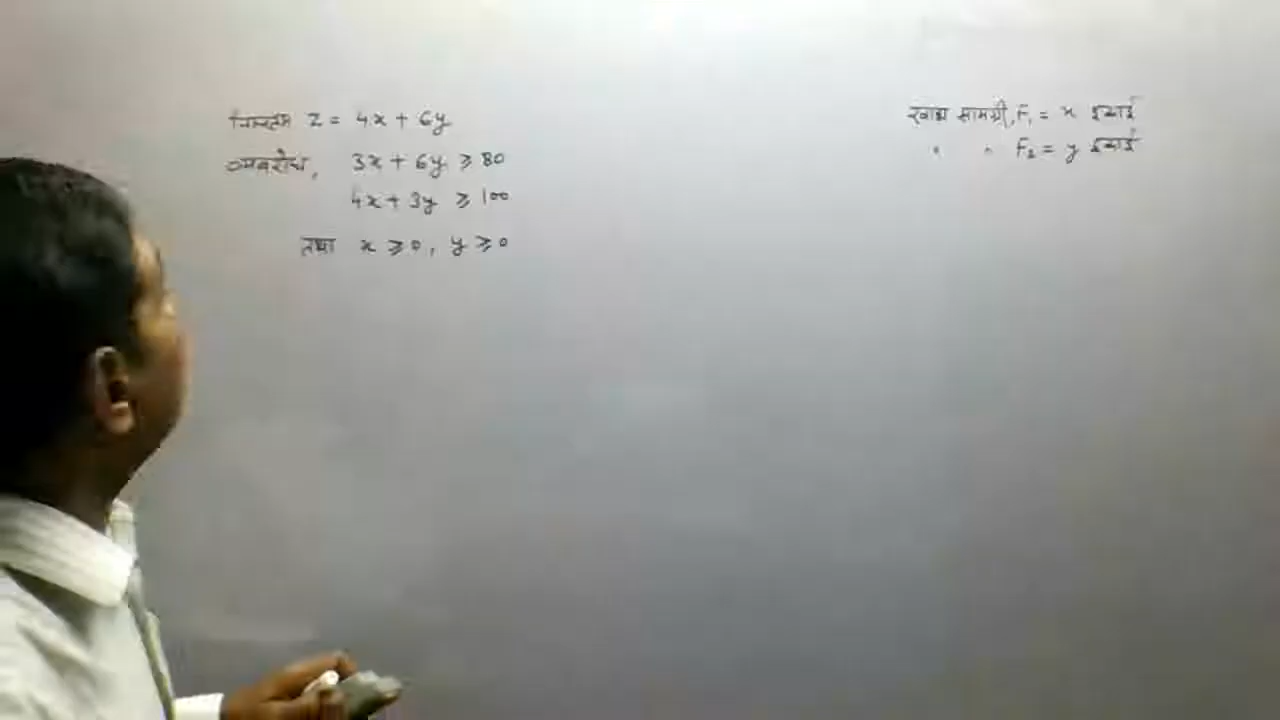 निम्नतम Z = 4x + 6y
व्यवरोध, 3x + 6y ≥ 80
4x + 3y ≥ 100
तथा x ≥ 0, y ≥ 0
खाद्य सामग्री, F₁ = x इकाई
" " F₂ = y इकाई